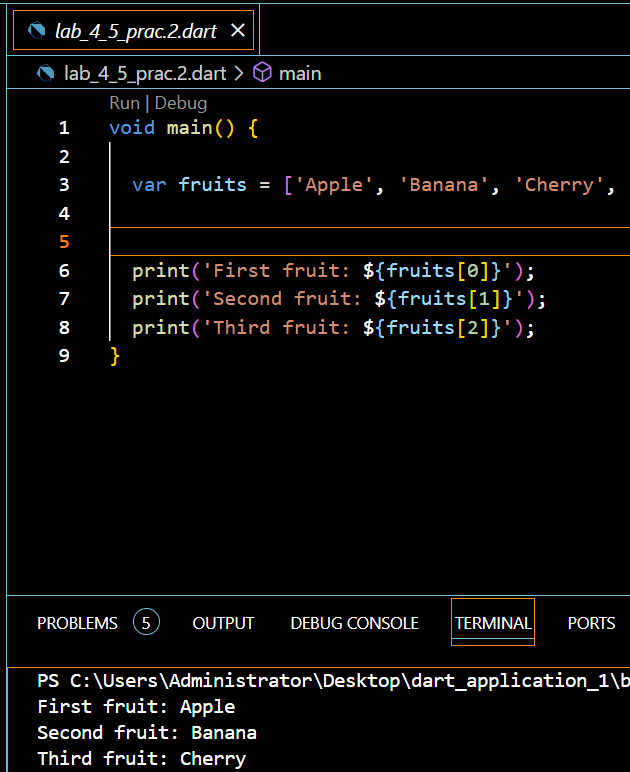 lab_4_5_prac.2.dart ×
lab_4_5_prac.2.dart > main
Run | Debug
1 void main() {
2
3   var fruits = ['Apple', 'Banana', 'Cherry',
4
5
6   print('First fruit: ${fruits[0]}');
7   print('Second fruit: ${fruits[1]}');
8   print('Third fruit: ${fruits[2]}');
9 }
PROBLEMS 5 OUTPUT DEBUG CONSOLE TERMINAL PORTS
PS C:\Users\Administrator\Desktop\dart_application_1\b
First fruit: Apple
Second fruit: Banana
Third fruit: Cherry